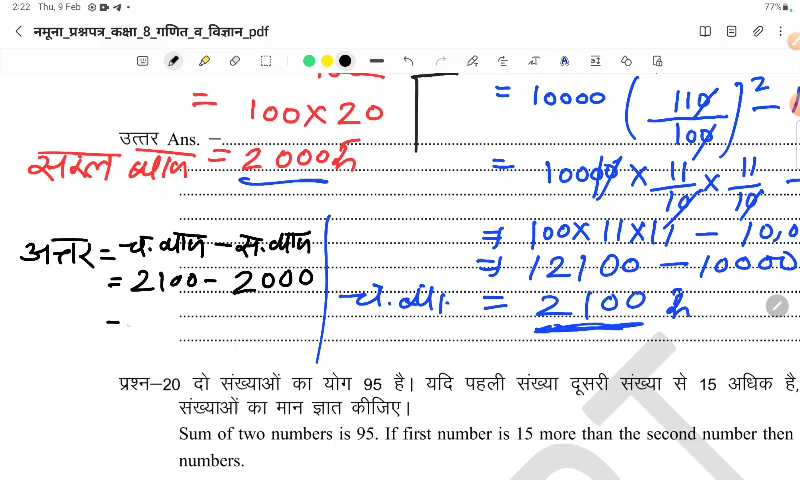 2:22 Thu, 9 Feb
77%
नमूना_प्रश्नपत्र_कक्षा_8_गणित_व_विज्ञान_pdf
= 100 X 20
उत्तर Ans. –
सरल ब्याज = 2000 रु
अन्तर = च. ब्याज – स. ब्याज
= 2100 – 2000
=
= 10000 (110/100)² –
= 10000 X 11/10 X 11/10 –
= 100 X 11 X 11 – 10,0
= 12100 – 10000
च. ब्या. = 2100 रु
प्रश्न–20 दो संख्याओं का योग 95 है। यदि पहली संख्या दूसरी संख्या से 15 अधिक है,
संख्याओं का मान ज्ञात कीजिए।
Sum of two numbers is 95. If first number is 15 more than the second number then
numbers.